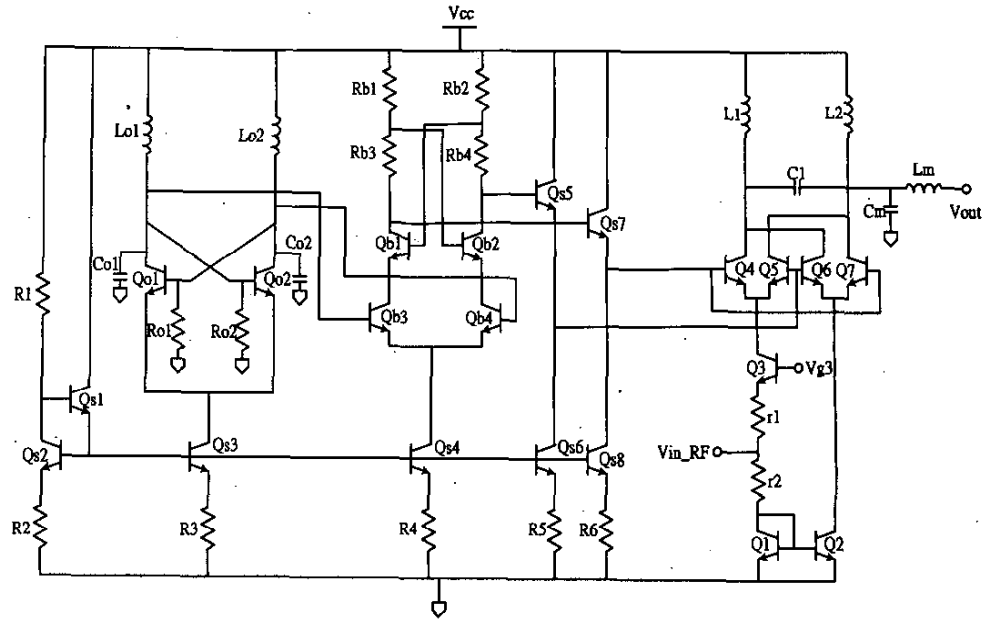 Vcc
Rb1 Rb2
Lo1 Lo2 Rb3 Rb4 L1 L2
C1 Lm
Qs5 Cm Vout
Qs7
Co1 Qo1 Co2 Qo2 Qb1 Qb2 Q4 Q5 Q6 Q7
R1 Ro1 Ro2 Qb3 Qb4
Q3 Vg3
Qs1 r1
Qs2 Qs3 Qs4 Qs6 Qs8 Vin_RF
r2
R2 R3 R4 R5 R6
Q1 Q2